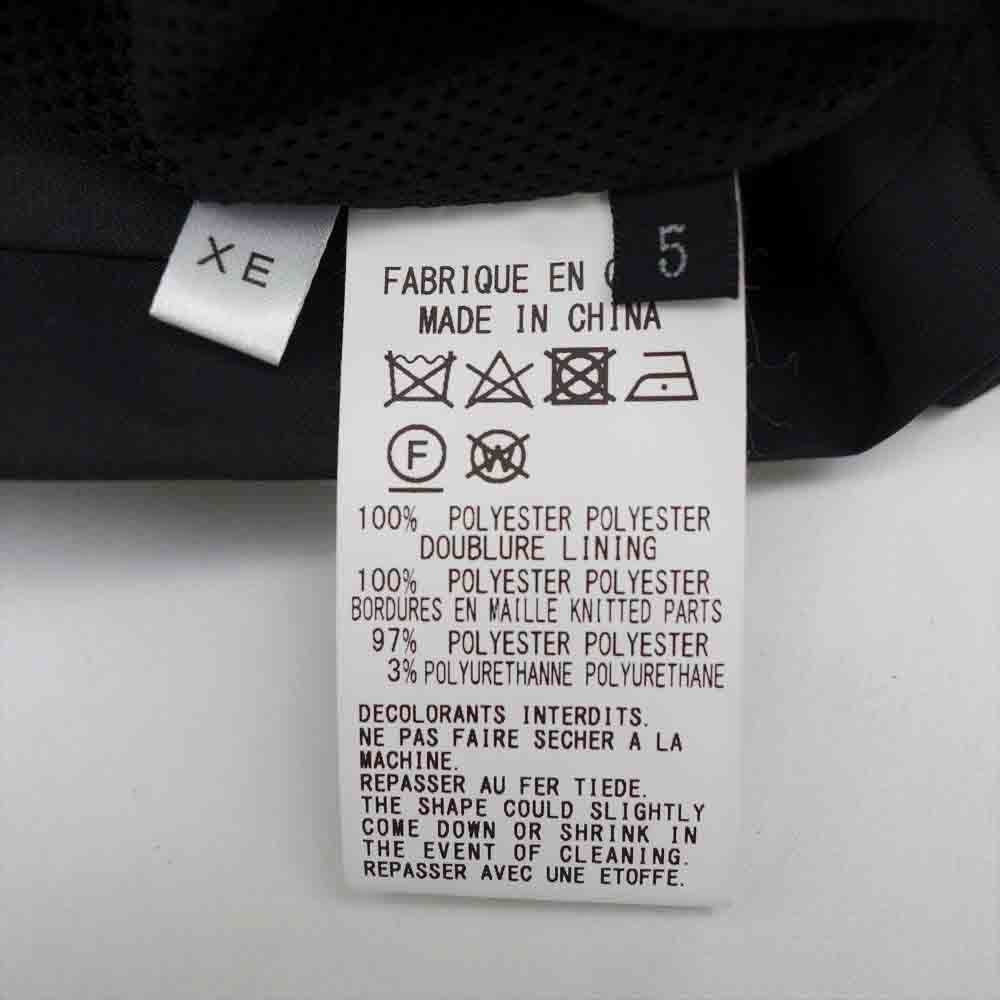 XE
5
FABRIQUE EN
MADE IN CHINA
F
W
100% POLYESTER POLYESTER
DOUBLURE LINING
100% POLYESTER POLYESTER
BORDURES EN MAILLE KNITTED PARTS
97% POLYESTER POLYESTER
3% POLYURETHANNE POLYURETHANE
DECOLORANTS INTERDITS.
NE PAS FAIRE SECHER A LA
MACHINE.
REPASSER AU FER TIEDE.
THE SHAPE COULD SLIGHTLY
COME DOWN OR SHRINK IN
THE EVENT OF CLEANING.
REPASSER AVEC UNE ETOFFE.